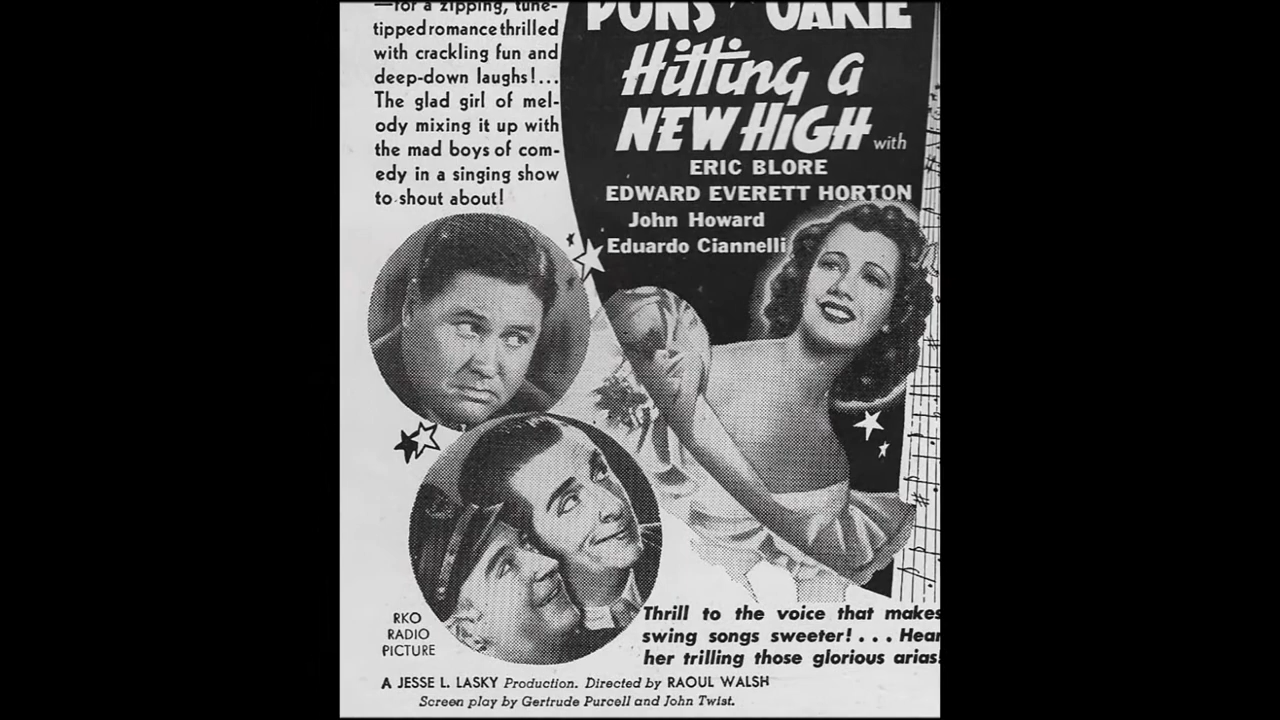 —for a zipping, tune-
tipped romance thrilled
with crackling fun and
deep-down laughs!...
The glad girl of mel-
ody mixing it up with
the mad boys of com-
edy in a singing show
to shout about!
PONS OAKIE
Hitting a
NEW HIGH with
ERIC BLORE
EDWARD EVERETT HORTON
John Howard
Eduardo Ciannelli
RKO
RADIO
PICTURE
Thrill to the voice that makes
swing songs sweeter! . . . Hear
her trilling those glorious arias!
A JESSE L. LASKY Production. Directed by RAOUL WALSH
Screen play by Gertrude Purcell and John Twist.